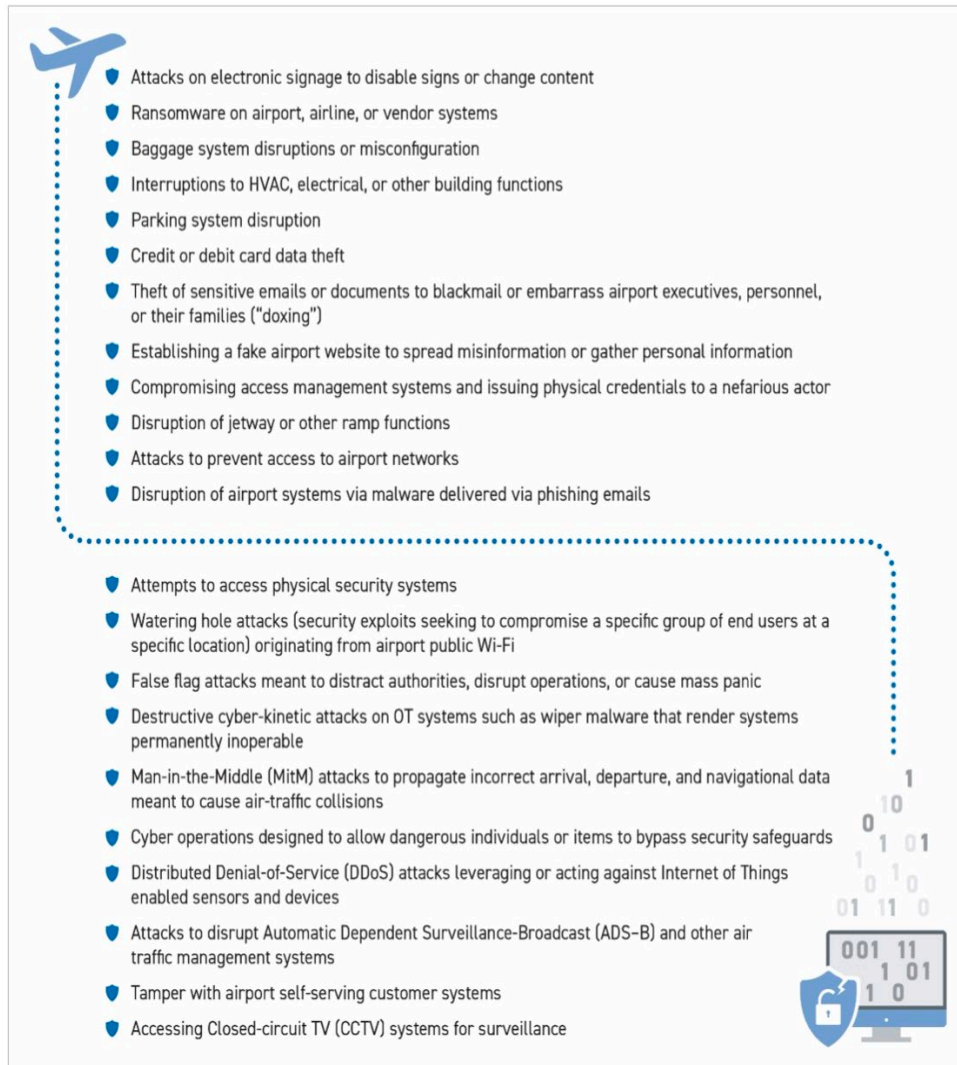 Attacks on electronic signage to disable signs or change content
Ransomware on airport, airline, or vendor systems
Baggage system disruptions or misconfiguration
Interruptions to HVAC, electrical, or other building functions
Parking system disruption
Credit or debit card data theft
Theft of sensitive emails or documents to blackmail or embarrass airport executives, personnel,
or their families (“doxing”)
Establishing a fake airport website to spread misinformation or gather personal information
Compromising access management systems and issuing physical credentials to a nefarious actor
Disruption of jetway or other ramp functions
Attacks to prevent access to airport networks
Disruption of airport systems via malware delivered via phishing emails
Attempts to access physical security systems
Watering hole attacks (security exploits seeking to compromise a specific group of end users at a
specific location) originating from airport public Wi-Fi
False flag attacks meant to distract authorities, disrupt operations, or cause mass panic
Destructive cyber-kinetic attacks on OT systems such as wiper malware that render systems
permanently inoperable
Man-in-the-Middle (MitM) attacks to propagate incorrect arrival, departure, and navigational data
meant to cause air-traffic collisions
Cyber operations designed to allow dangerous individuals or items to bypass security safeguards
Distributed Denial-of-Service (DDoS) attacks leveraging or acting against Internet of Things
enabled sensors and devices
Attacks to disrupt Automatic Dependent Surveillance-Broadcast (ADS–B) and other air
traffic management systems
Tamper with airport self-serving customer systems
Accessing Closed-circuit TV (CCTV) systems for surveillance
1
10
0
1 01
1
1
0 0
01 11 0
001 11
1 01
1 0